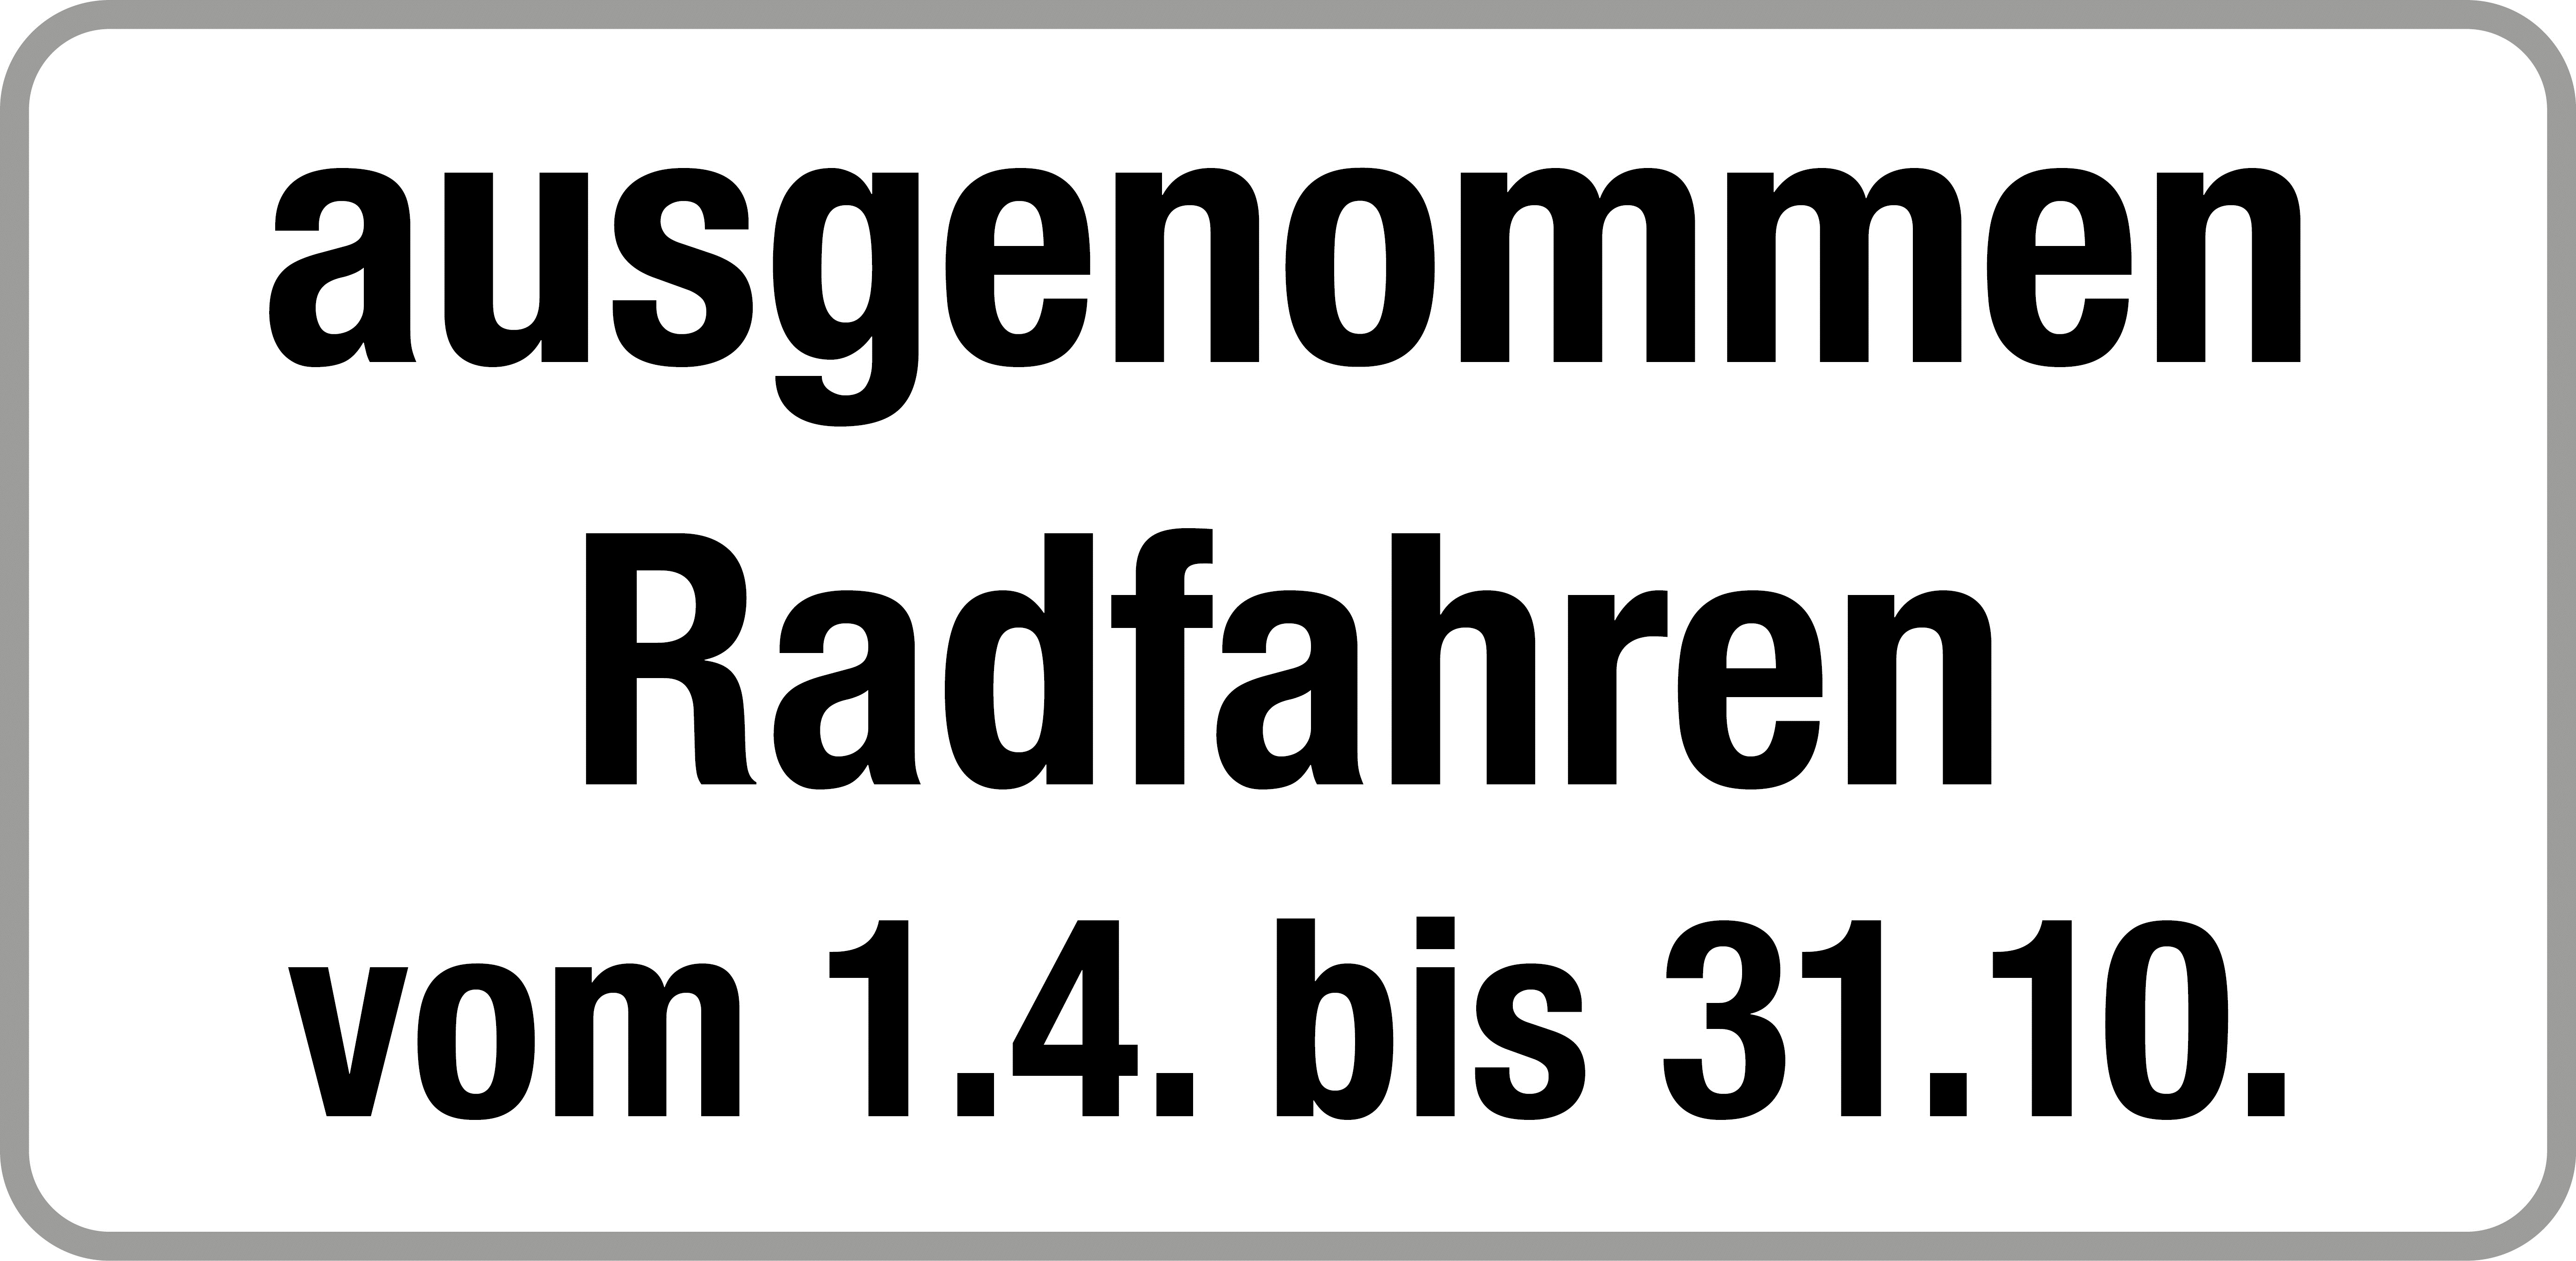 ausgenommen
Radfahren
vom 1.4. bis 31.10.